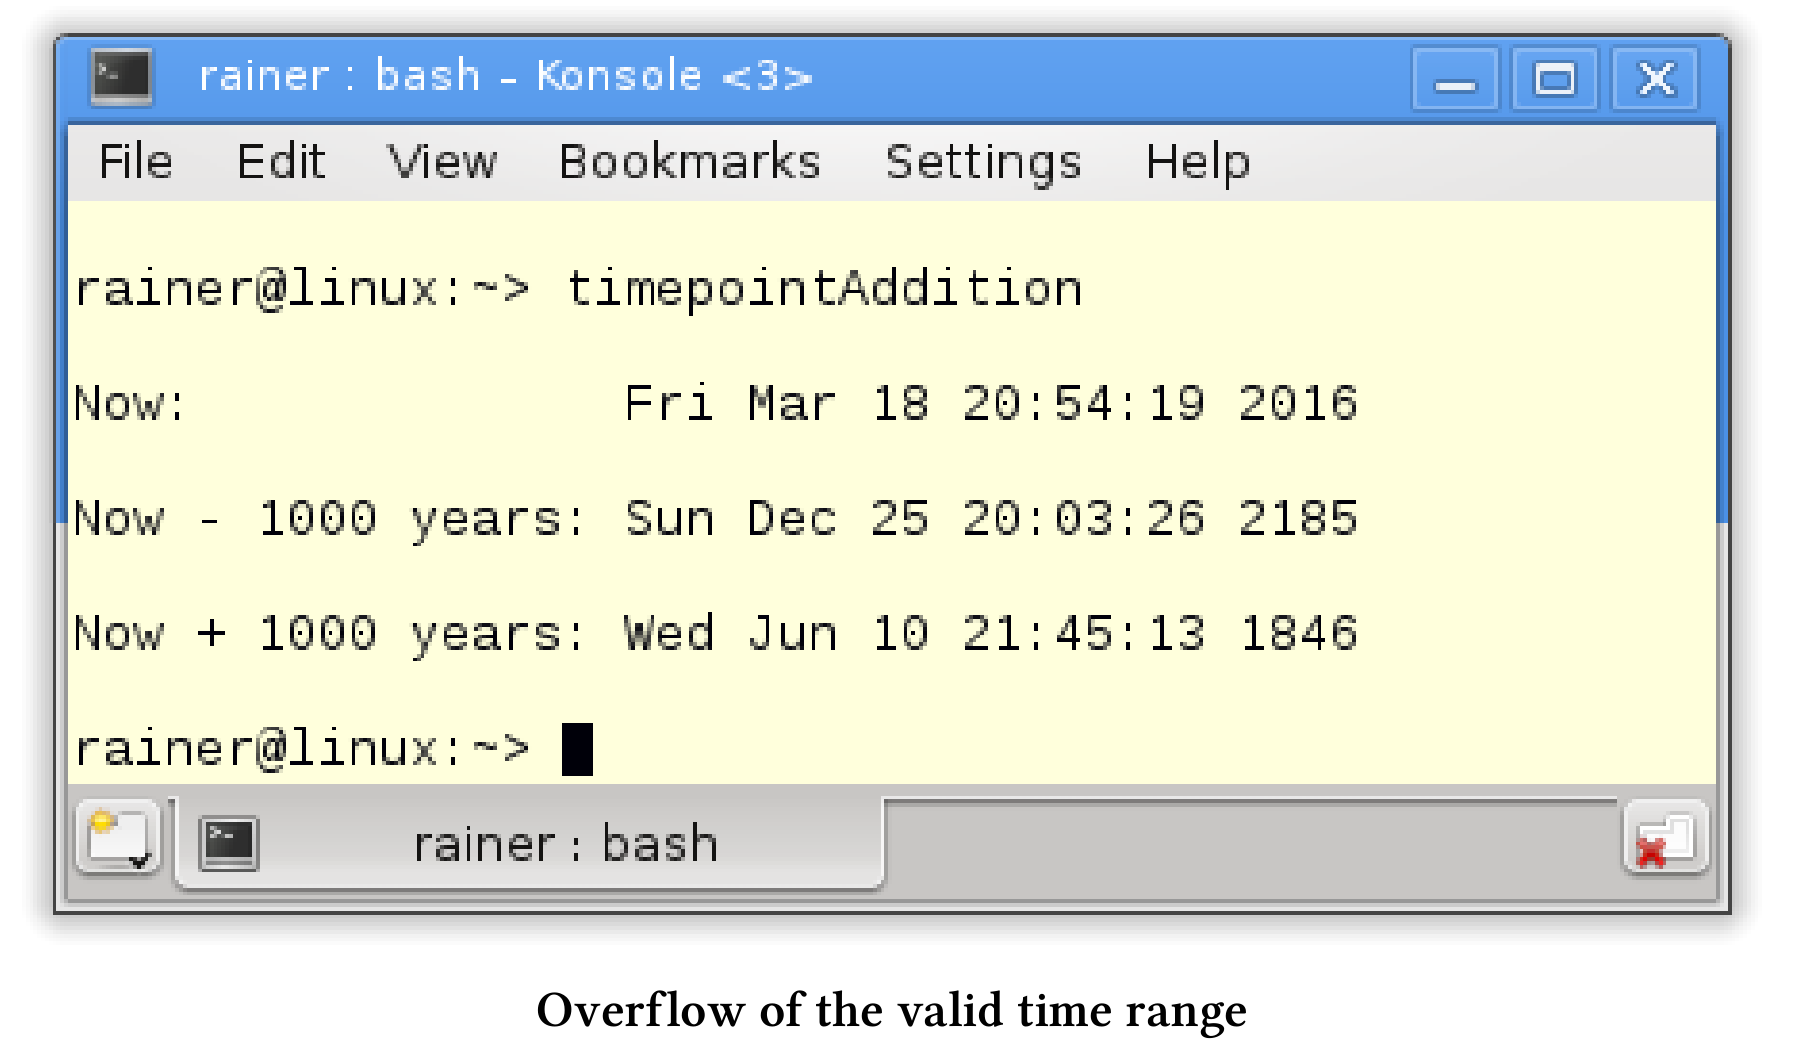 rainer : bash – Konsole <3>
File Edit View Bookmarks Settings Help
rainer@linux:~> timepointAddition
Now: Fri Mar 18 20:54:19 2016
Now - 1000 years: Sun Dec 25 20:03:26 2185
Now + 1000 years: Wed Jun 10 21:45:13 1846
rainer@linux:~>
rainer : bash
Overflow of the valid time range